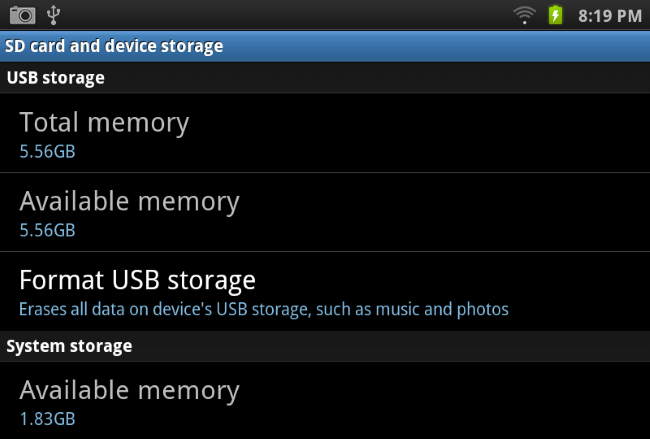 8:19 PM
SD card and device storage
USB storage
Total memory
5.56GB
Available memory
5.56GB
Format USB storage
Erases all data on device's USB storage, such as music and photos
System storage
Available memory
1.83GB